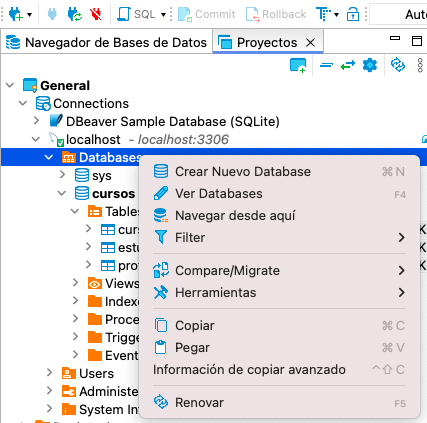 SQL
Commit
Rollback
Auto
Navegador de Bases de Datos
Proyectos
General
Connections
DBeaver Sample Database (SQLite)
localhost - localhost:3306
Databases
sys
cursos
Tables
cur
K
estu
K
pro
K
Views
Indexe
Proce
Trigge
Event
Users
Administe
System In
Crear Nuevo Database ⌘ N
Ver Databases F4
Navegar desde aquí
Filter
Compare/Migrate
Herramientas
Copiar ⌘ C
Pegar ⌘ V
Información de copiar avanzado ^⇧ C
Renovar F5